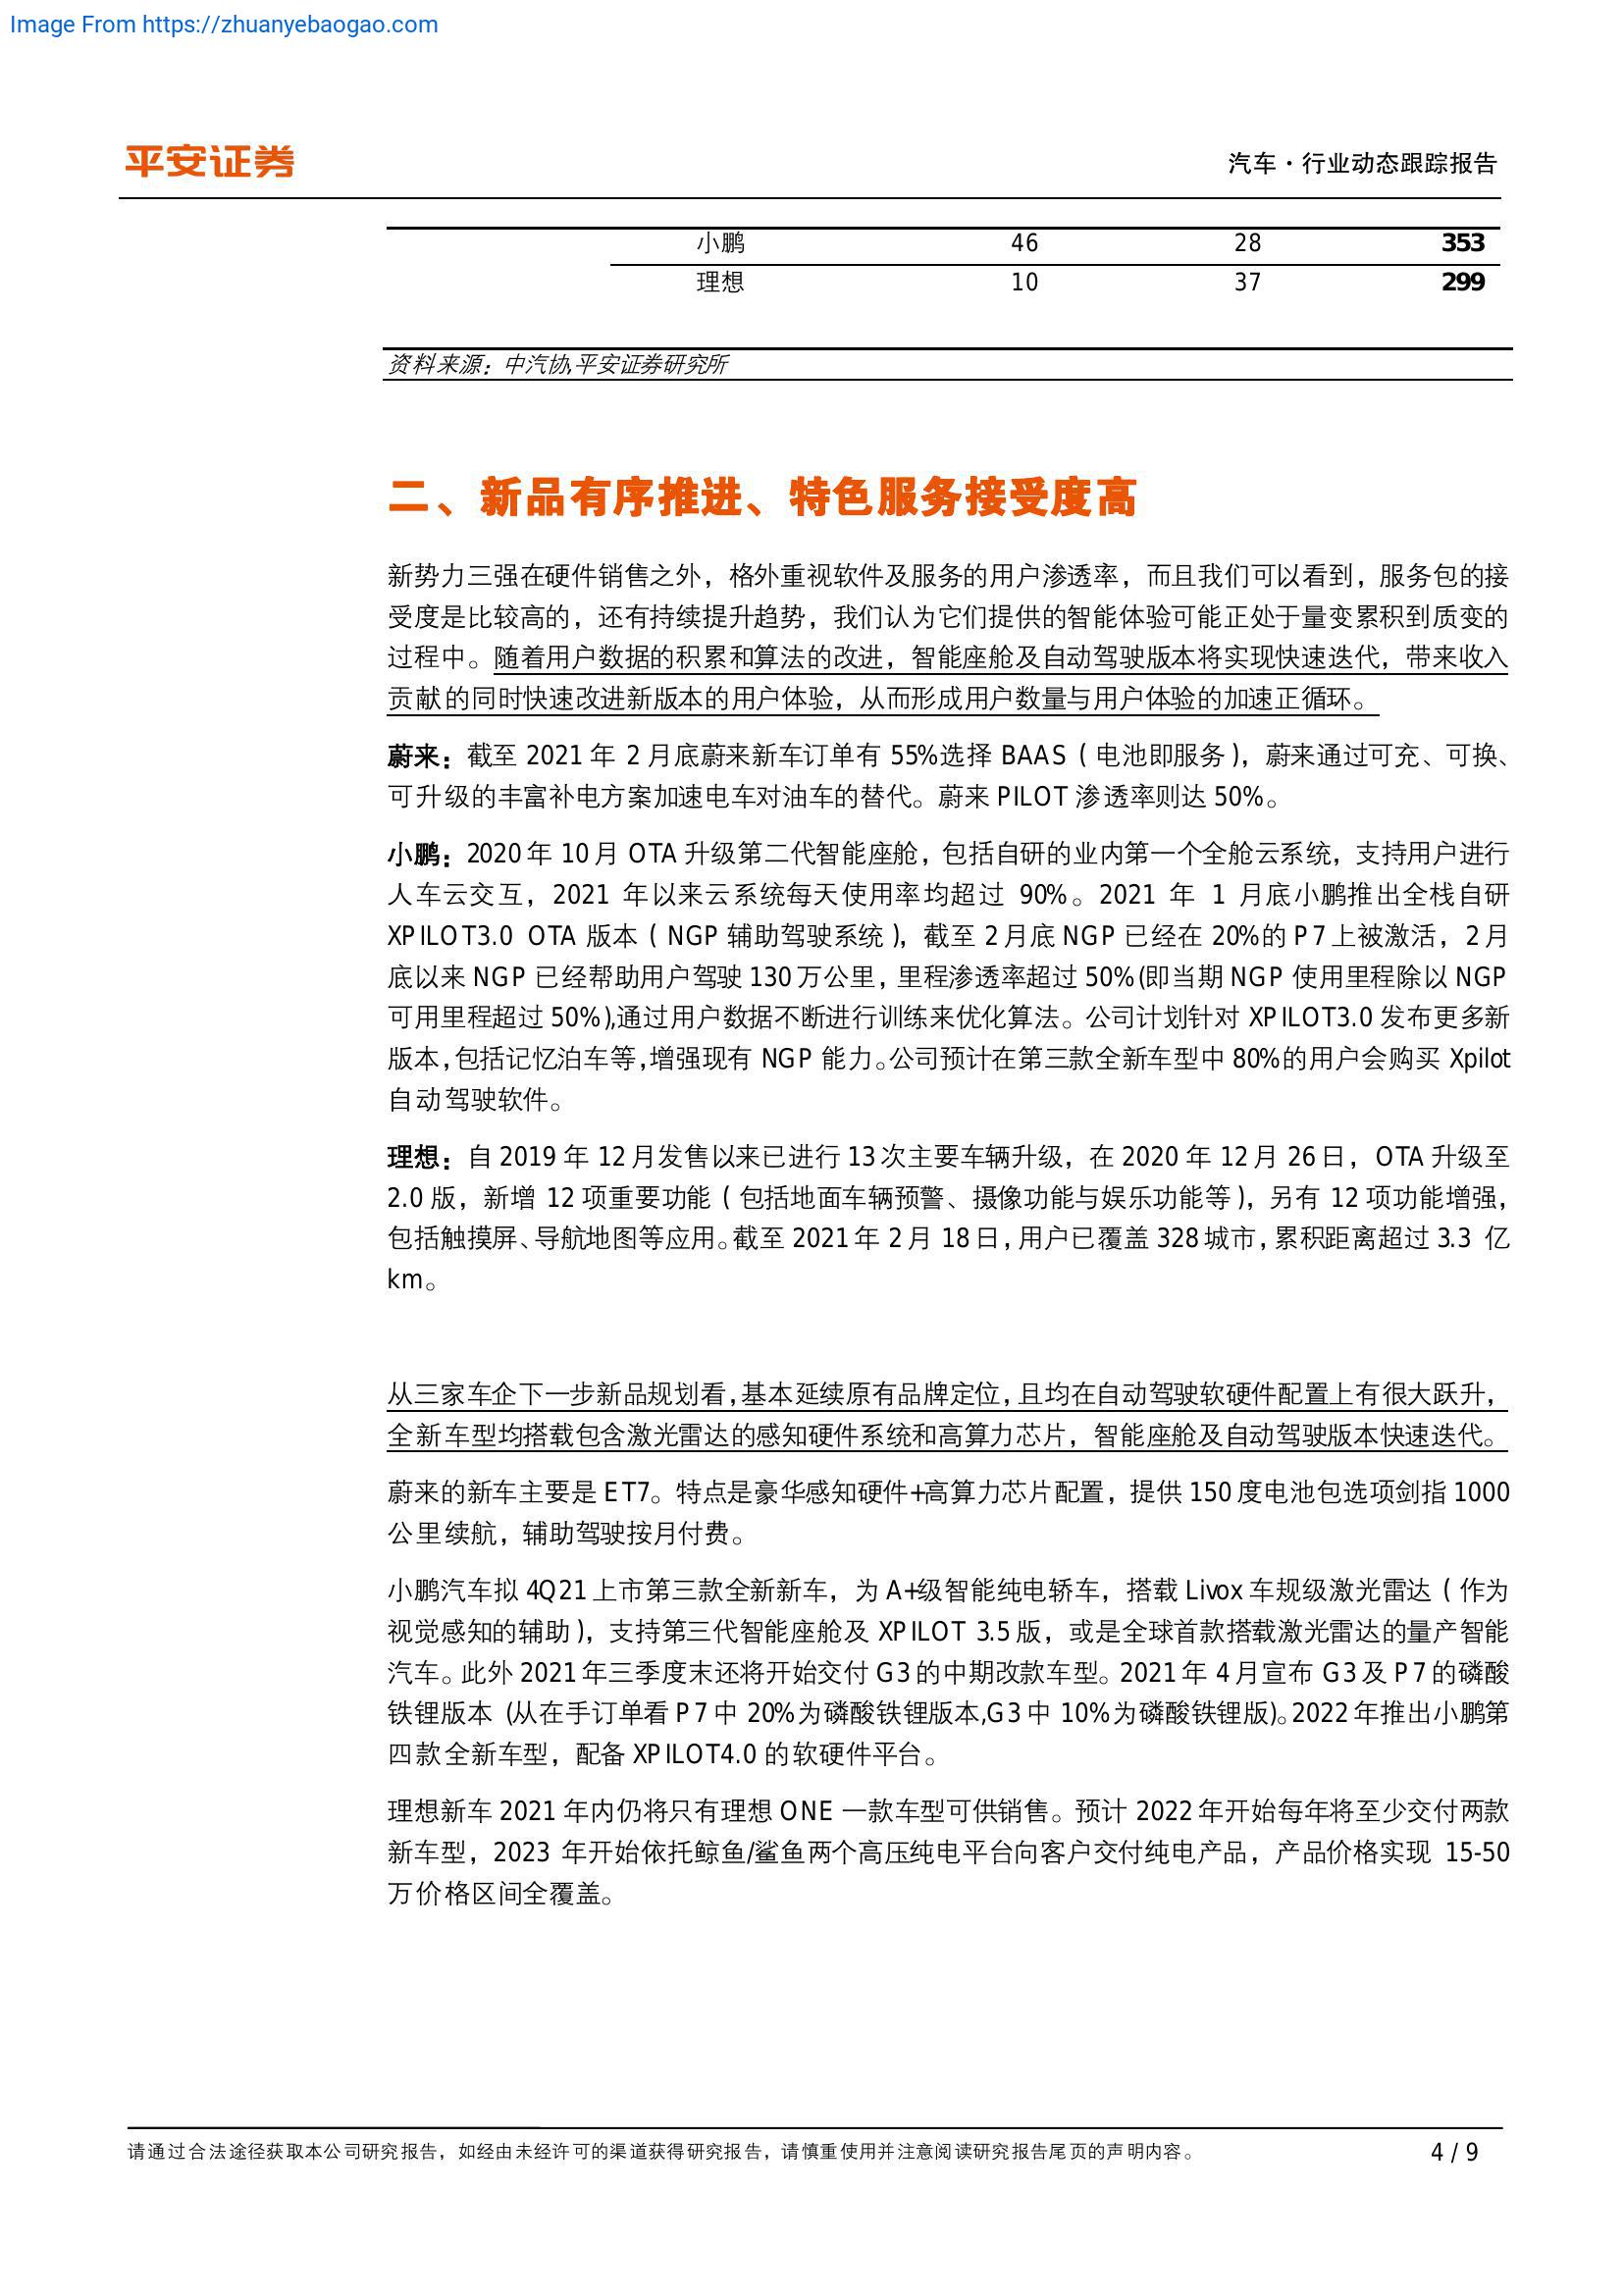 Image From https://zhuanyebaogao.com
平安证券
汽车·行业动态跟踪报告
小鹏 46 28 353
理想 10 37 299
资料来源：中汽协,平安证券研究所
二、新品有序推进、特色服务接受度高
新势力三强在硬件销售之外，格外重视软件及服务的用户渗透率，而且我们可以看到，服务包的接
受度是比较高的，还有持续提升趋势，我们认为它们提供的智能体验可能正处于量变累积到质变的
过程中。随着用户数据的积累和算法的改进，智能座舱及自动驾驶版本将实现快速迭代，带来收入
贡献的同时快速改进新版本的用户体验，从而形成用户数量与用户体验的加速正循环。
蔚来：截至 2021 年 2 月底蔚来新车订单有 55%选择 BAAS（电池即服务），蔚来通过可充、可换、
可升级的丰富补电方案加速电车对油车的替代。蔚来 PILOT 渗透率则达 50%。
小鹏：2020 年 10 月 OTA 升级第二代智能座舱，包括自研的业内第一个全舱云系统，支持用户进行
人车云交互，2021 年以来云系统每天使用率均超过 90%。2021 年 1 月底小鹏推出全栈自研
XPILOT3.0 OTA 版本（NGP 辅助驾驶系统），截至 2 月底 NGP 已经在 20%的 P7 上被激活，2 月
底以来 NGP 已经帮助用户驾驶 130 万公里，里程渗透率超过 50%(即当期 NGP 使用里程除以 NGP
可用里程超过 50%),通过用户数据不断进行训练来优化算法。公司计划针对 XPILOT3.0 发布更多新
版本,包括记忆泊车等,增强现有 NGP 能力。公司预计在第三款全新车型中 80%的用户会购买 Xpilot
自动驾驶软件。
理想：自 2019 年 12 月发售以来已进行 13 次主要车辆升级，在 2020 年 12 月 26 日，OTA 升级至
2.0 版，新增 12 项重要功能（包括地面车辆预警、摄像功能与娱乐功能等），另有 12 项功能增强，
包括触摸屏、导航地图等应用。截至 2021 年 2 月 18 日,用户已覆盖 328 城市,累积距离超过 3.3 亿
km。
从三家车企下一步新品规划看,基本延续原有品牌定位,且均在自动驾驶软硬件配置上有很大跃升，
全新车型均搭载包含激光雷达的感知硬件系统和高算力芯片，智能座舱及自动驾驶版本快速迭代。
蔚来的新车主要是 ET7。特点是豪华感知硬件+高算力芯片配置，提供 150 度电池包选项剑指 1000
公里续航，辅助驾驶按月付费。
小鹏汽车拟 4Q21 上市第三款全新新车，为 A+级智能纯电轿车，搭载 Livox 车规级激光雷达（作为
视觉感知的辅助），支持第三代智能座舱及 XPILOT 3.5 版，或是全球首款搭载激光雷达的量产智能
汽车。此外 2021 年三季度末还将开始交付 G3 的中期改款车型。2021 年 4 月宣布 G3 及 P7 的磷酸
铁锂版本 (从在手订单看 P7 中 20%为磷酸铁锂版本,G3 中 10%为磷酸铁锂版)。2022 年推出小鹏第
四款全新车型，配备 XPILOT4.0 的软硬件平台。
理想新车 2021 年内仍将只有理想 ONE 一款车型可供销售。预计 2022 年开始每年将至少交付两款
新车型，2023 年开始依托鲸鱼/鲨鱼两个高压纯电平台向客户交付纯电产品，产品价格实现 15-50
万价格区间全覆盖。
请通过合法途径获取本公司研究报告，如经由未经许可的渠道获得研究报告，请慎重使用并注意阅读研究报告尾页的声明内容。
4 / 9